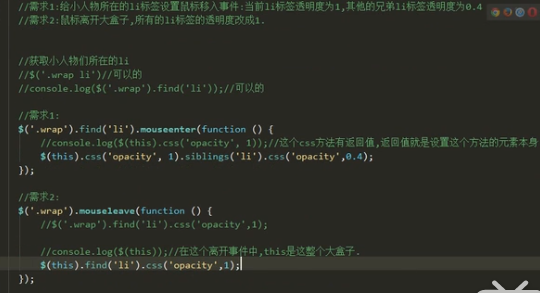 //需求1:给小人物所在的li标签设置鼠标移入事件:当前li标签透明度为1,其他的兄弟li标签透明度为0.4
//需求2:鼠标离开大盒子,所有的li标签的透明度改成1.
//获取小人物们所在的li
//$('.wrap li')//可以的
//console.log($('.wrap').find('li'));//可以的
//需求1:
$('.wrap').find('li').mouseenter(function () {
//console.log($(this).css('opacity', 1));//这个css方法有返回值,返回值就是设置这个方法的元素本身
$(this).css('opacity', 1).siblings('li').css('opacity',0.4);
});
//需求2:
$('.wrap').mouseleave(function () {
//$('.wrap').find('li').css('opacity',1);
//console.log($(this));//在这个离开事件中,this是这整个大盒子.
$(this).find('li').css('opacity',1);
});